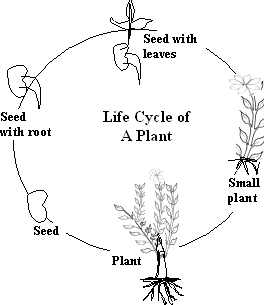 Seed with
leaves
Life Cycle of
A Plant
Small
plant
Plant
Seed
Seed
with root